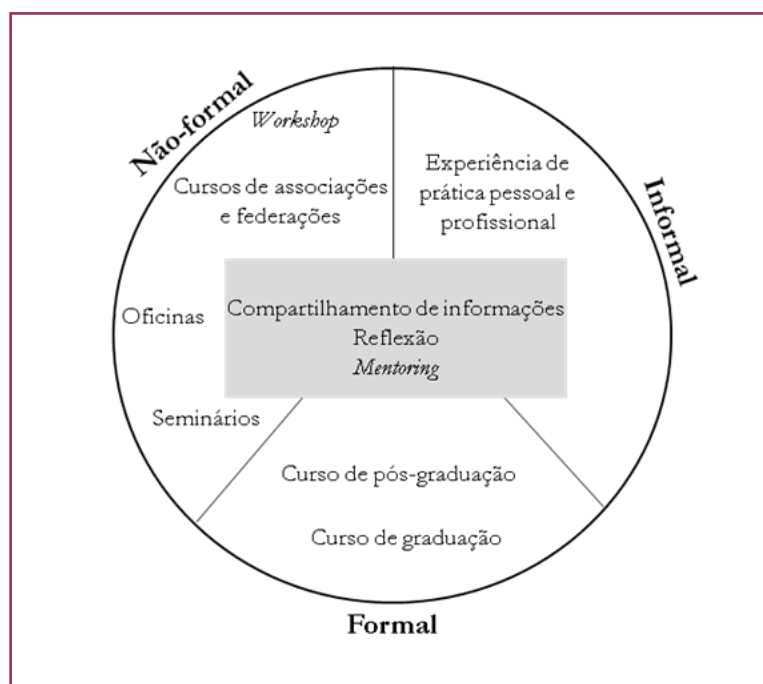 Não-formal
Workshop
Cursos de associações
e federações
Oficinas
Seminários
Experiência de
prática pessoal e
profissional
Informal
Compartilhamento de informações
Reflexão
Mentoring
Curso de pós-graduação
Curso de graduação
Formal